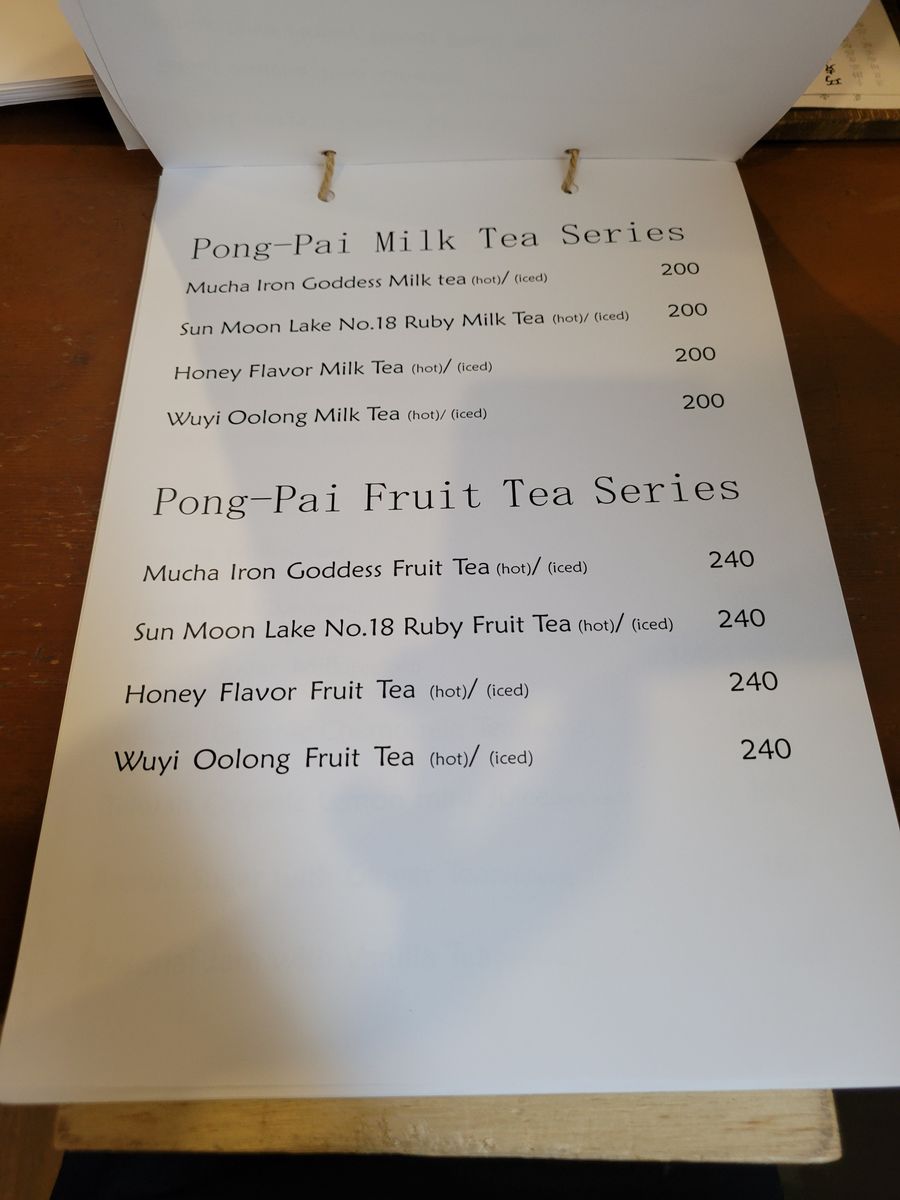 Pong-Pai Milk Tea Series
Mucha Iron Goddess Milk tea (hot)/ (iced) 200
Sun Moon Lake No.18 Ruby Milk Tea (hot)/ (iced) 200
Honey Flavor Milk Tea (hot)/ (iced) 200
Wuyi Oolong Milk Tea (hot)/ (iced) 200
Pong-Pai Fruit Tea Series
Mucha Iron Goddess Fruit Tea (hot)/ (iced) 240
Sun Moon Lake No.18 Ruby Fruit Tea (hot)/ (iced) 240
Honey Flavor Fruit Tea (hot)/ (iced) 240
Wuyi Oolong Fruit Tea (hot)/ (iced) 240